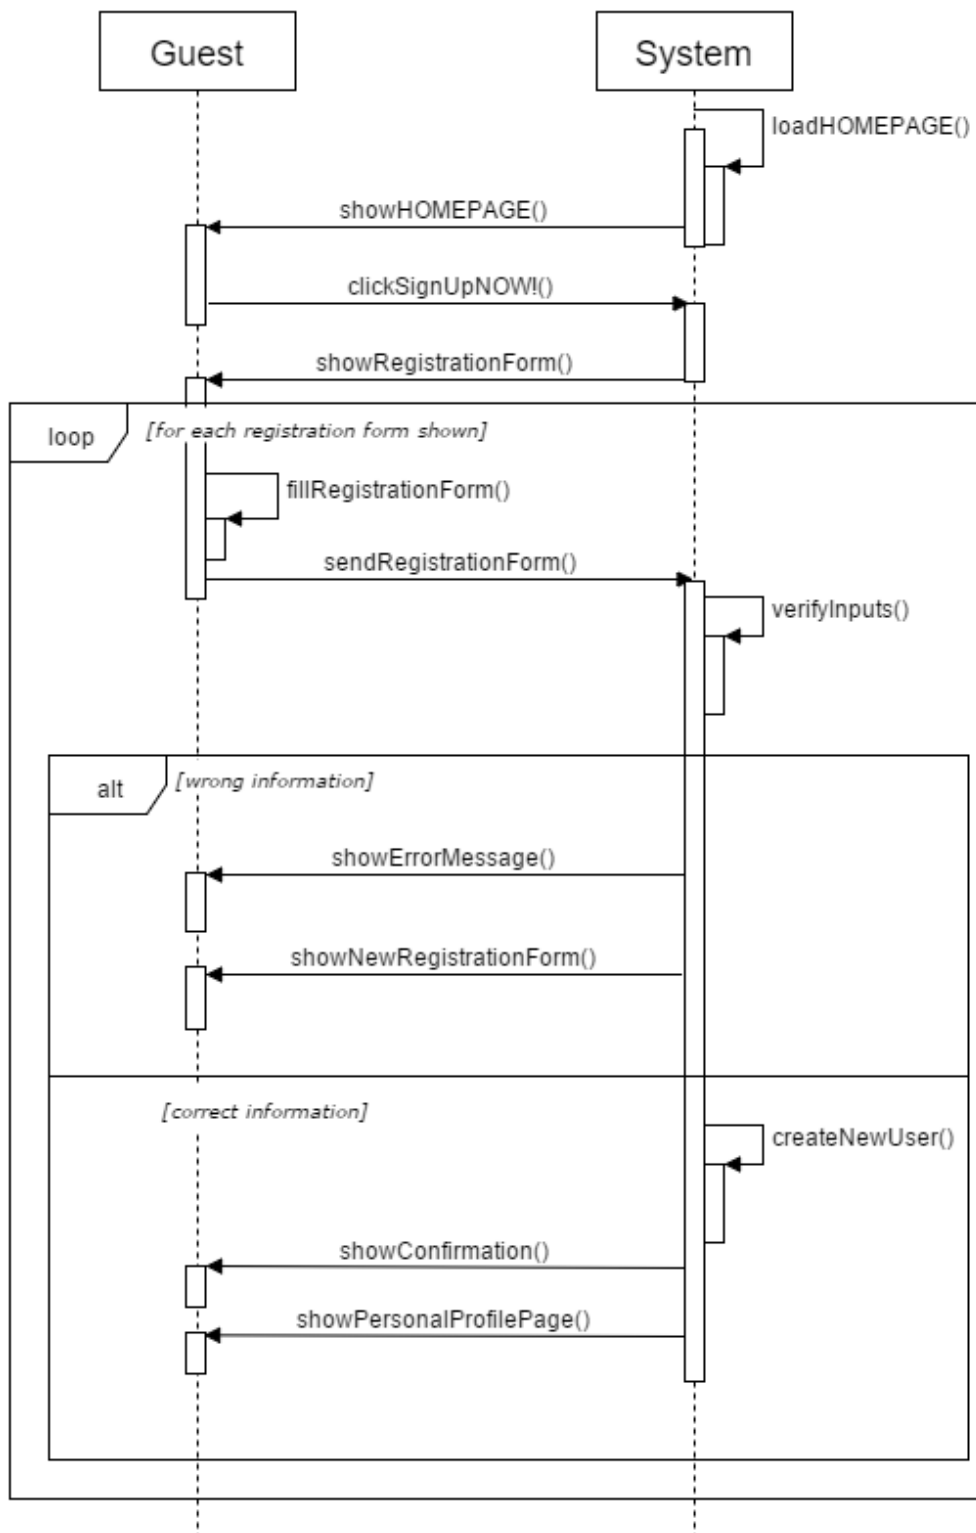 Guest
System
loadHOMEPAGE()
showHOMEPAGE()
clickSignUpNOW!()
showRegistrationForm()
loop
[for each registration form shown]
fillRegistrationForm()
sendRegistrationForm()
verifyInputs()
alt
[wrong information]
showErrorMessage()
showNewRegistrationForm()
[correct information]
createNewUser()
showConfirmation()
showPersonalProfilePage()